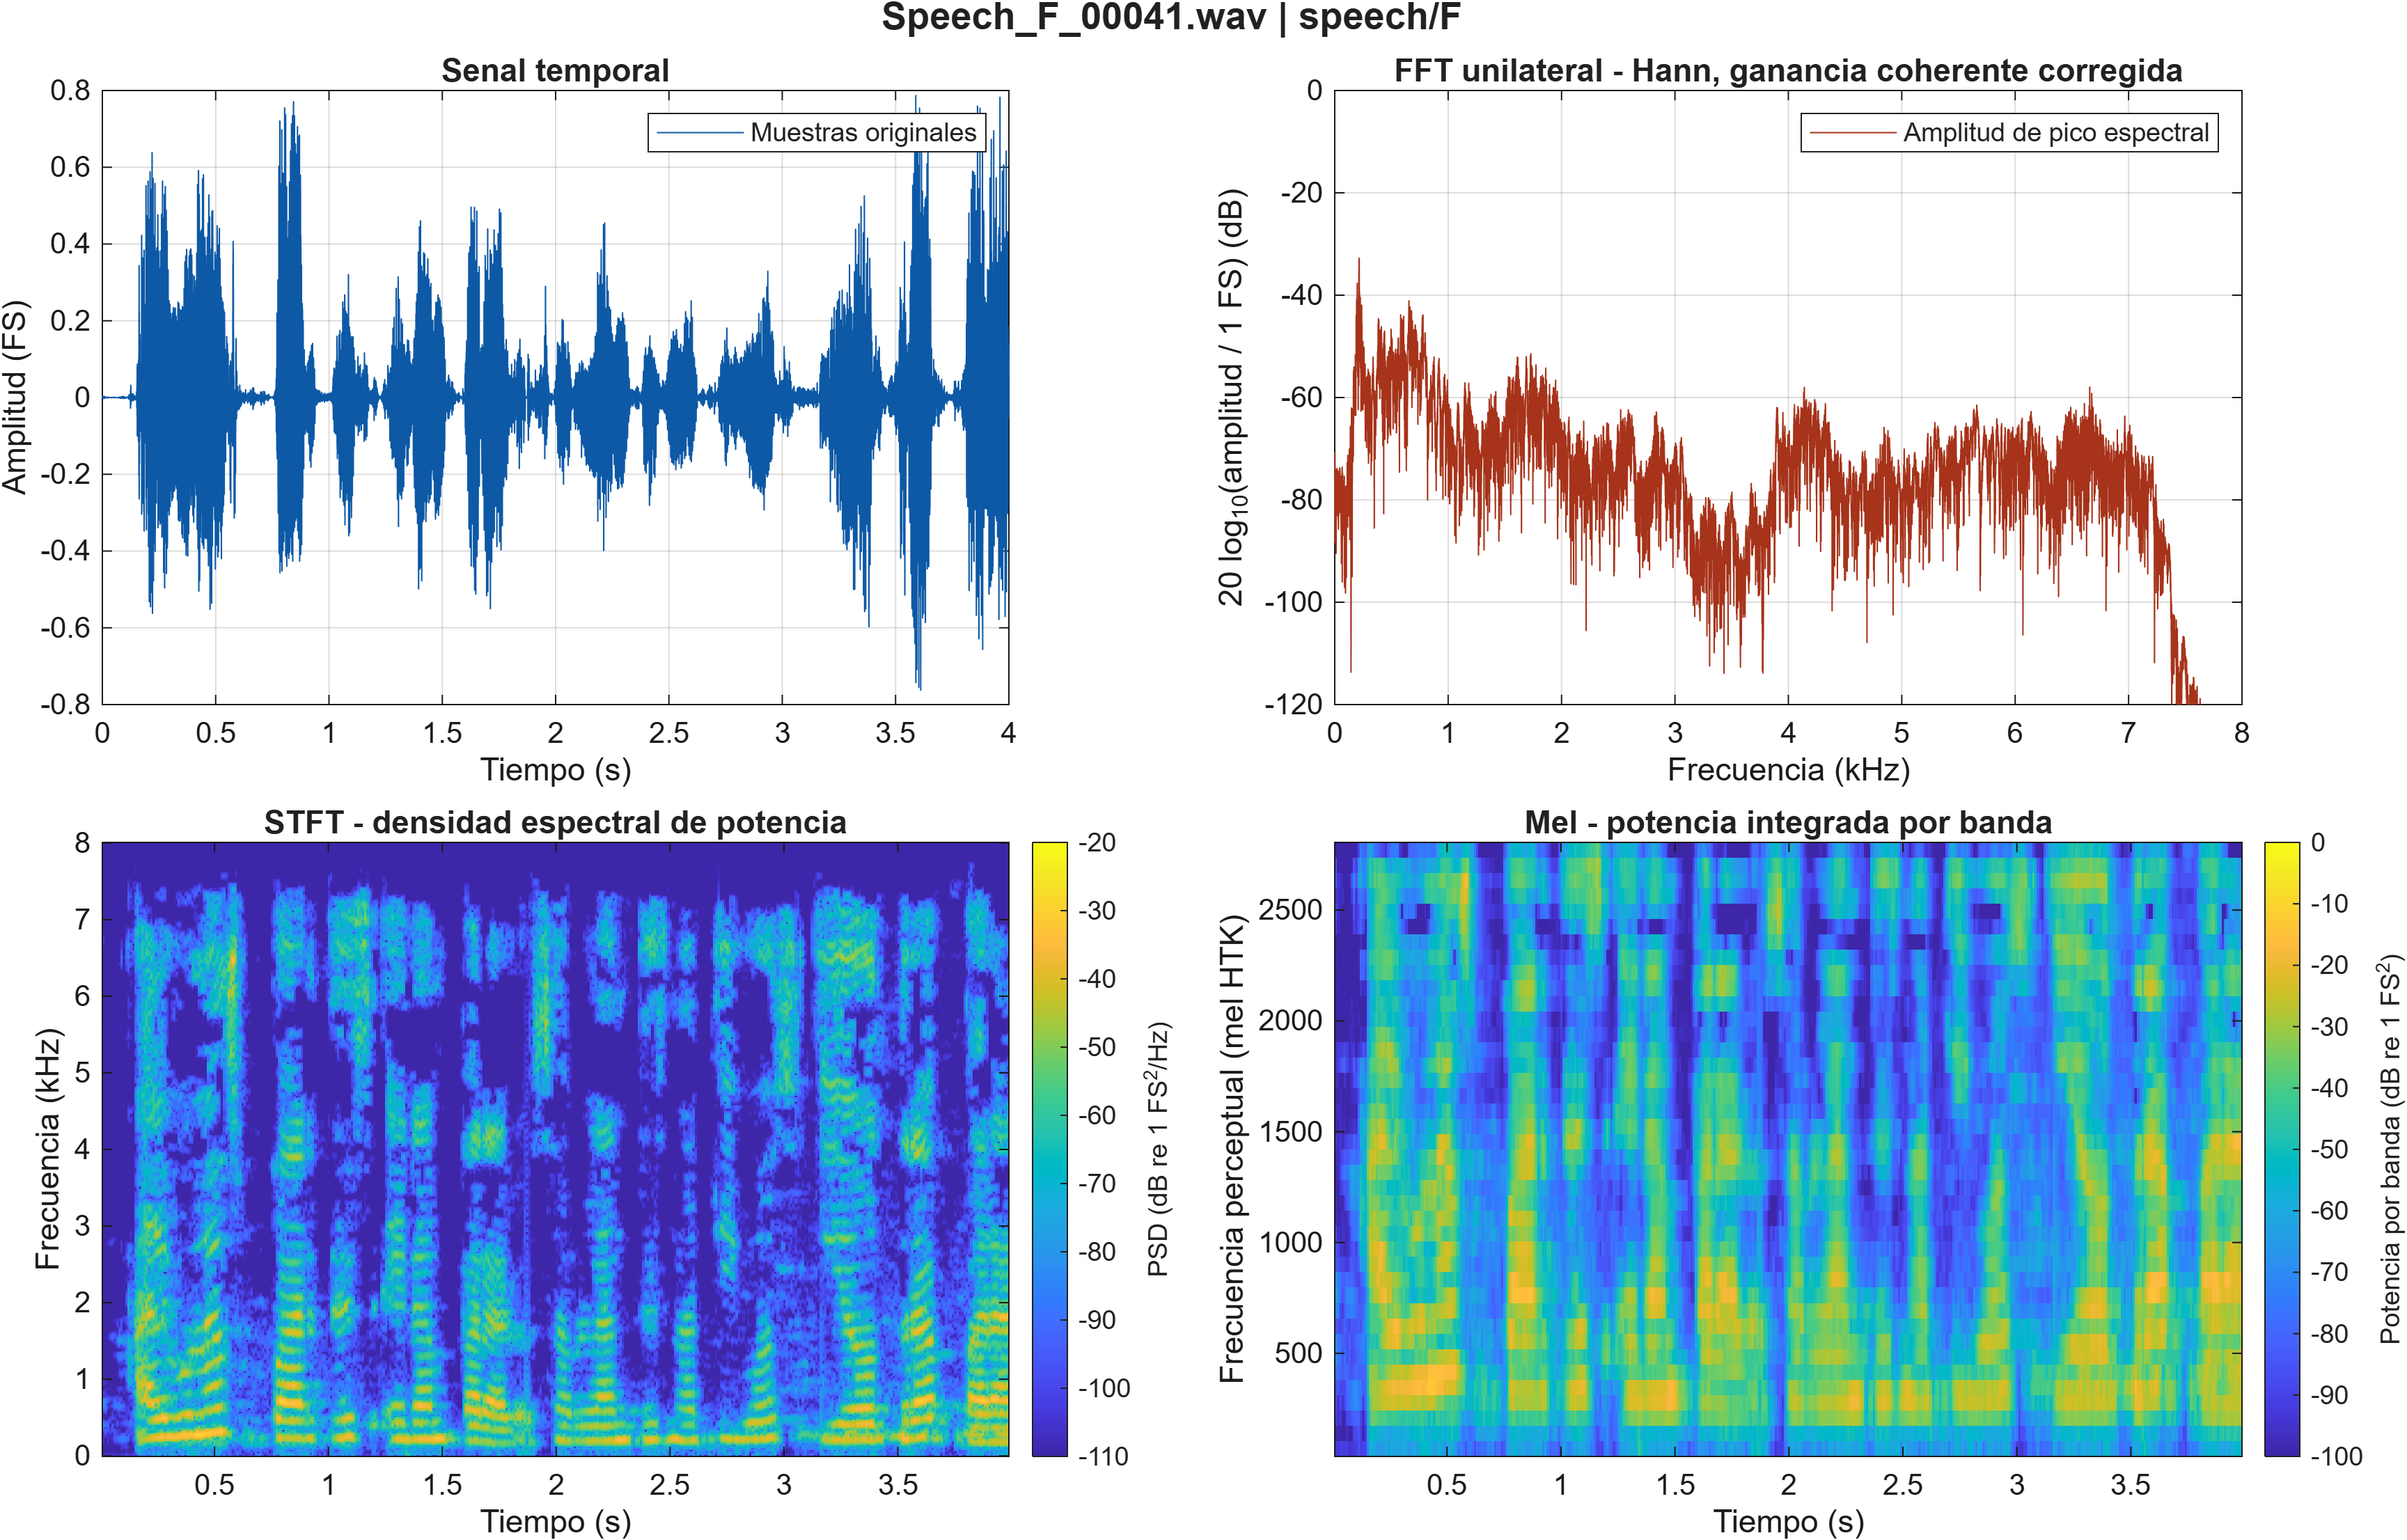 Speech_F_00041.wav | speech/F
Senal temporal
Muestras originales
Amplitud (FS)
0.8
0.6
0.4
0.2
0
-0.2
-0.4
-0.6
-0.8
0 0.5 1 1.5 2 2.5 3 3.5 4
Tiempo (s)
FFT unilateral - Hann, ganancia coherente corregida
Amplitud de pico espectral
20 log10(amplitud / 1 FS) (dB)
0
-20
-40
-60
-80
-100
-120
0 1 2 3 4 5 6 7 8
Frecuencia (kHz)
STFT - densidad espectral de potencia
Frecuencia (kHz)
8
7
6
5
4
3
2
1
0
0.5 1 1.5 2 2.5 3 3.5
Tiempo (s)
-20
-30
-40
-50
-60
-70
-80
-90
-100
-110
PSD (dB re 1 FS²/Hz)
Mel - potencia integrada por banda
Frecuencia perceptual (mel HTK)
2500
2000
1500
1000
500
0.5 1 1.5 2 2.5 3 3.5
Tiempo (s)
0
-10
-20
-30
-40
-50
-60
-70
-80
-90
-100
Potencia por banda (dB re 1 FS²)